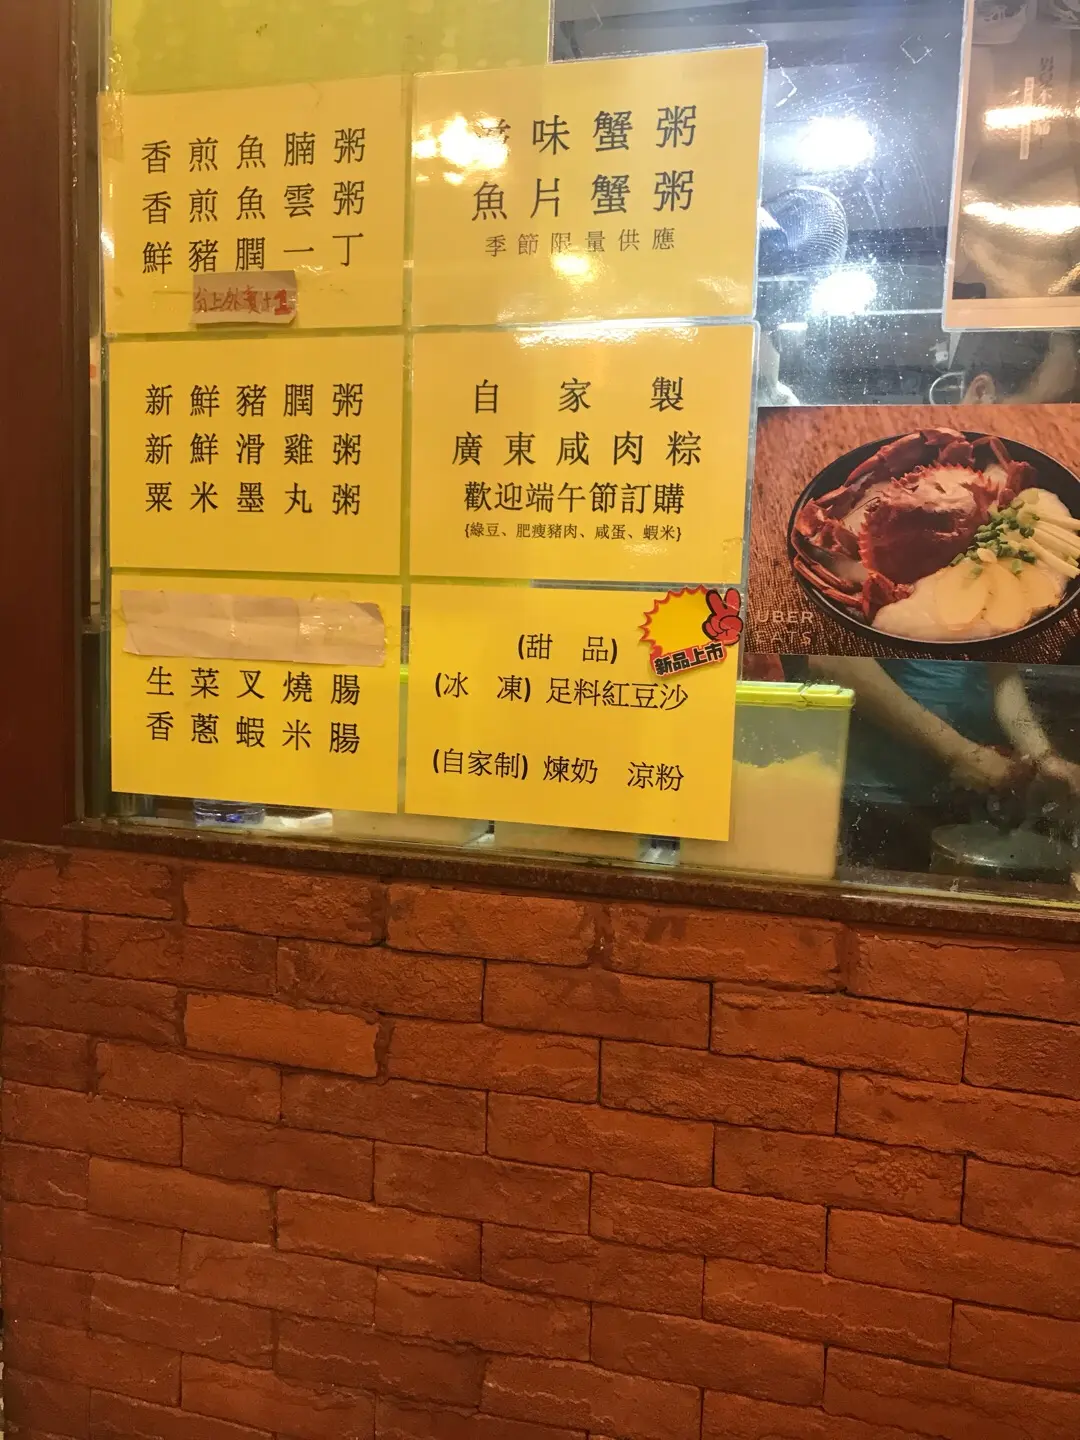 香煎魚腩粥
香煎魚雲粥
鮮豬膶一丁
味蟹粥
魚片蟹粥
季節限量供應
新鮮豬膶粥
新鮮滑雞粥
粟米墨丸粥
自家製
廣東咸肉粽
歡迎端午節訂購
{綠豆、肥瘦豬肉、咸蛋、蝦米}
生菜叉燒腸
香蔥蝦米腸
新品上市
(甜 品)
(冰 凍) 足料紅豆沙
(自家制) 煉奶 涼粉
UBER
EATS